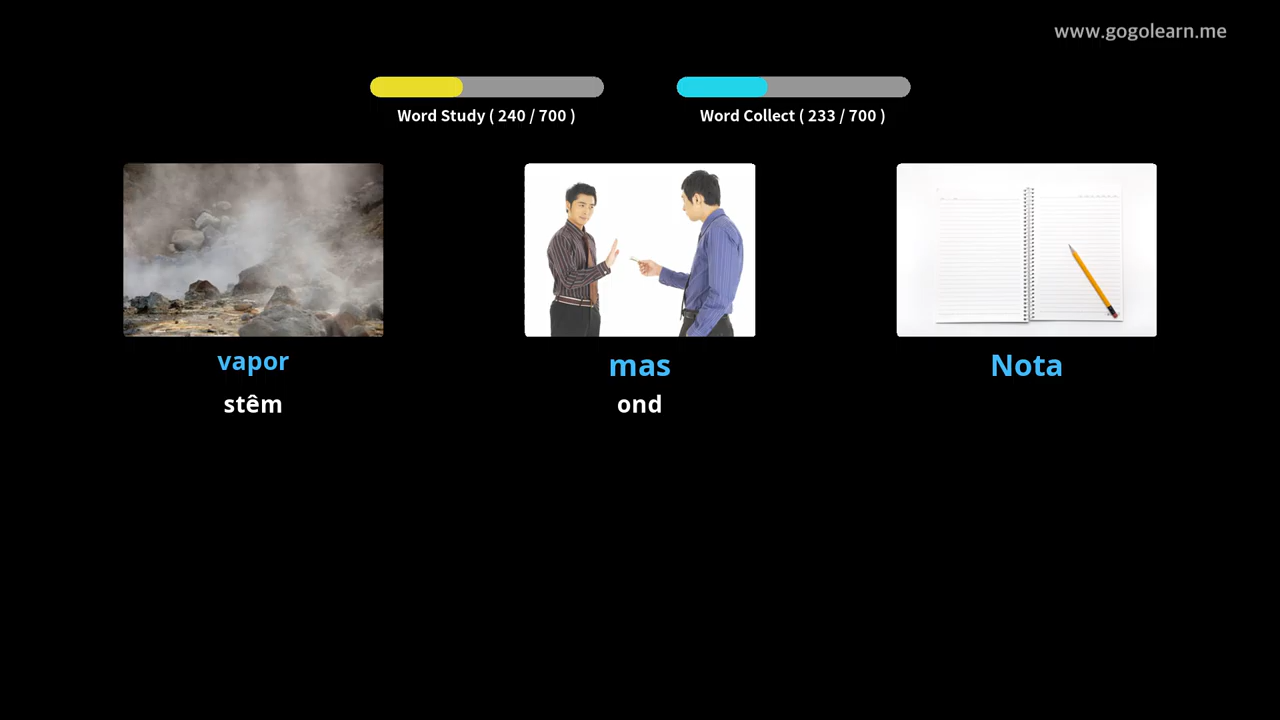 www.gogolearn.me
Word Study ( 240 / 700 )
Word Collect ( 233 / 700 )
vapor
stêm
mas
ond
Nota